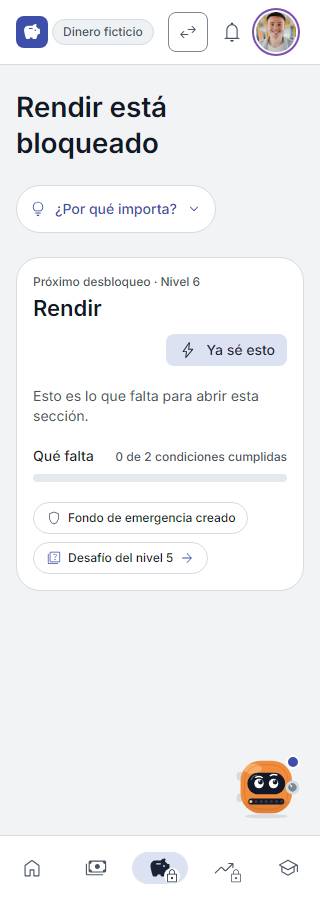 Dinero ficticio
Rendir está
bloqueado
¿Por qué importa?
Próximo desbloqueo · Nivel 6
Rendir
Ya sé esto
Esto es lo que falta para abrir esta
sección.
Qué falta 0 de 2 condiciones cumplidas
Fondo de emergencia creado
Desafío del nivel 5